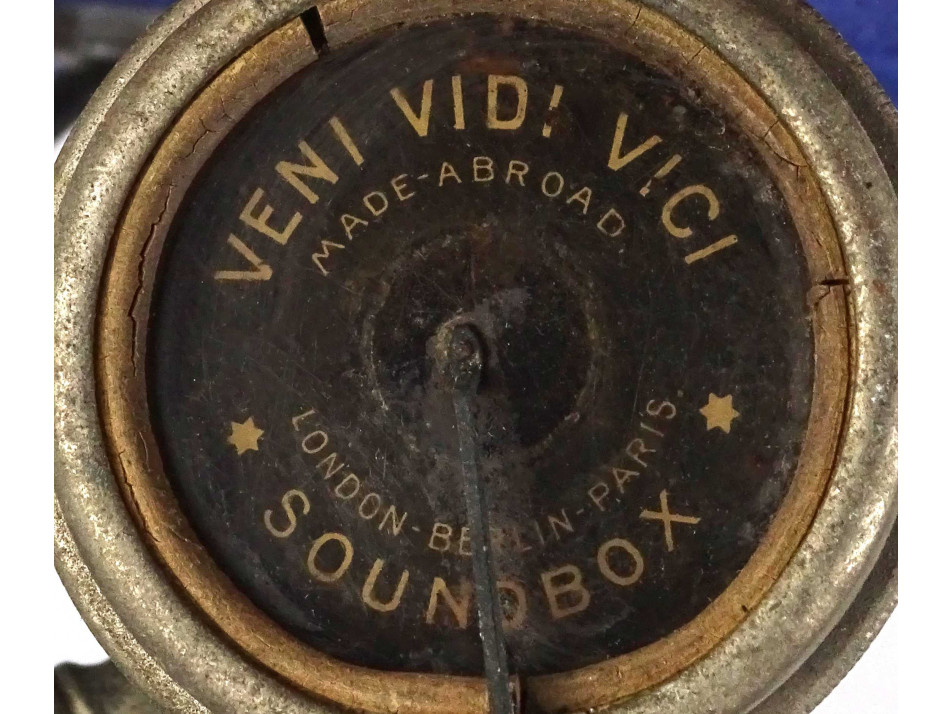 VENI VIDI VICI
MADE-ABROAD.
LONDON-BERLIN-PARIS.
SOUNDBOX